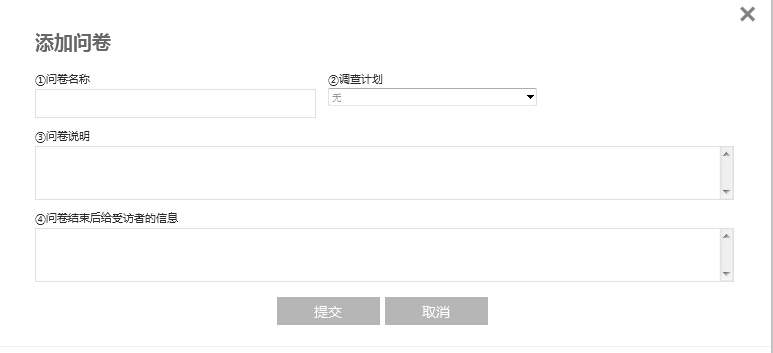 添加问卷
①问卷名称
②调查计划
无
③问卷说明
④问卷结束后给受访者的信息
提交
取消